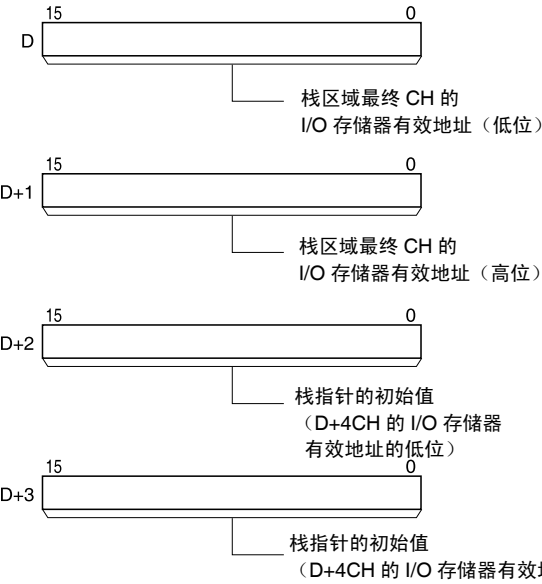 15 0
D
栈区域最终 CH 的
I/O 存储器有效地址（低位）
15 0
D+1
栈区域最终 CH 的
I/O 存储器有效地址（高位）
15 0
D+2
栈指针的初始值
（D+4CH 的 I/O 存储器
有效地址的低位）
15 0
D+3
栈指针的初始值
（D+4CH 的 I/O 存储器有效